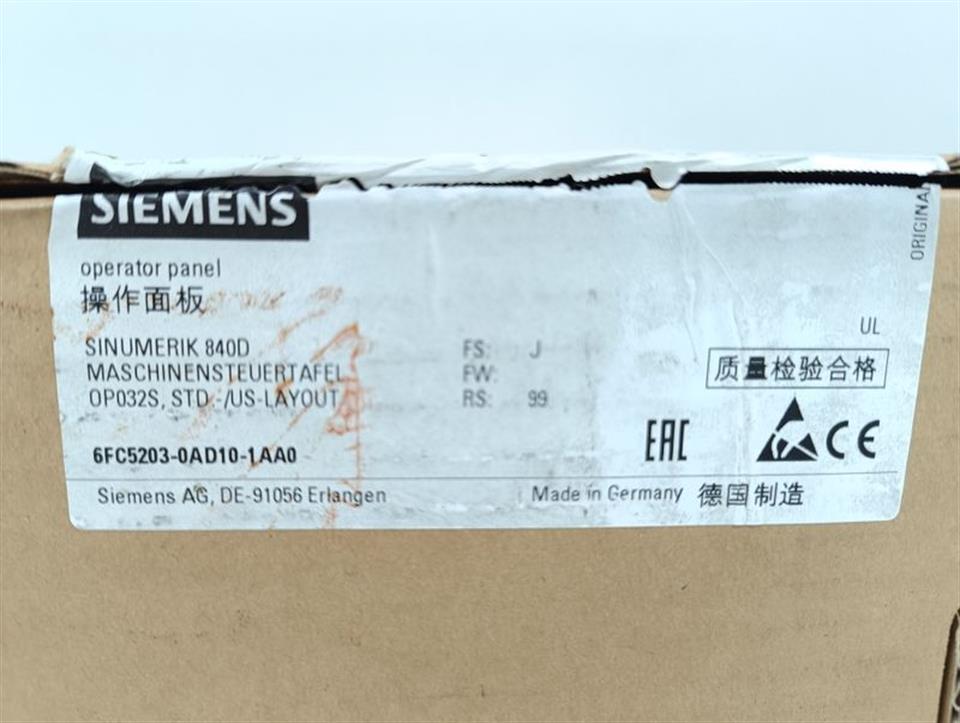 SIEMENS
operator panel
操作面板
SINUMERIK 840D
MASCHINENSTEUERTAFEL
OP032S, STD.-/US-LAYOUT
6FC5203-0AD10-1AA0
FS: J
FW:
RS: 99
ORIGINAL
UL
质量检验合格
EAC
CE
Siemens AG, DE-91056 Erlangen
Made in Germany 德国制造